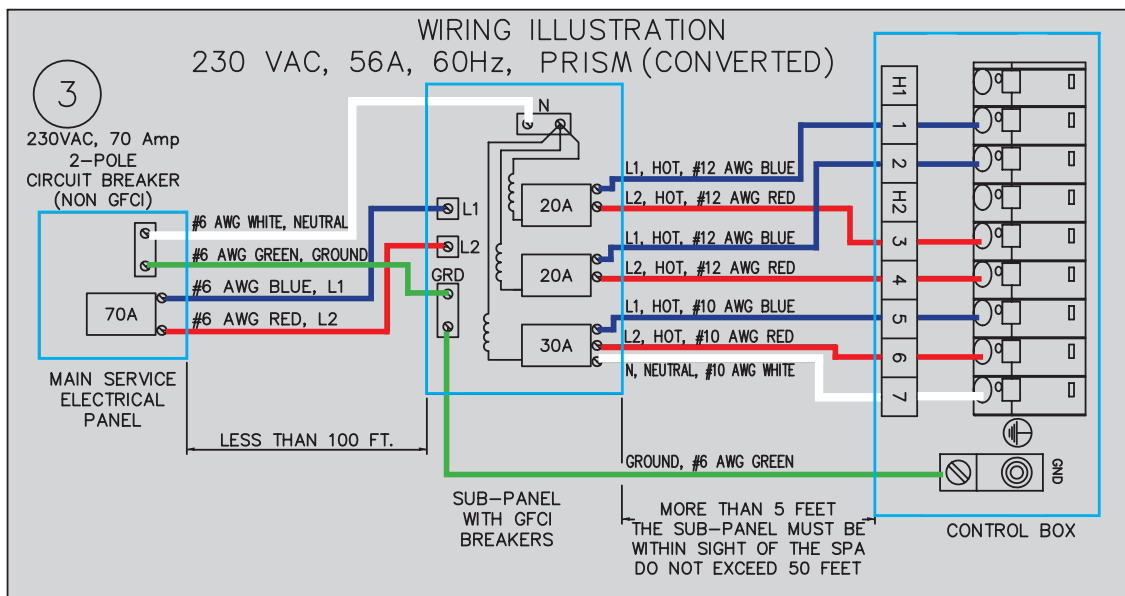 WIRING ILLUSTRATION
230 VAC, 56A, 60Hz, PRISM (CONVERTED)
3
230VAC, 70 Amp
2-POLE
CIRCUIT BREAKER
(NON GFCI)
#6 AWG WHITE, NEUTRAL
#6 AWG GREEN, GROUND
#6 AWG BLUE, L1
#6 AWG RED, L2
70A
MAIN SERVICE
ELECTRICAL
PANEL
LESS THAN 100 FT.
N
L1
L2
GRD
20A
20A
30A
SUB-PANEL
WITH GFCI
BREAKERS
L1, HOT, #12 AWG BLUE
L2, HOT, #12 AWG RED
L1, HOT, #12 AWG BLUE
L2, HOT, #12 AWG RED
L1, HOT, #10 AWG BLUE
L2, HOT, #10 AWG RED
N, NEUTRAL, #10 AWG WHITE
GROUND, #6 AWG GREEN
MORE THAN 5 FEET
THE SUB-PANEL MUST BE
WITHIN SIGHT OF THE SPA
DO NOT EXCEED 50 FEET
H1
1
2
H2
3
4
5
6
7
GND
CONTROL BOX